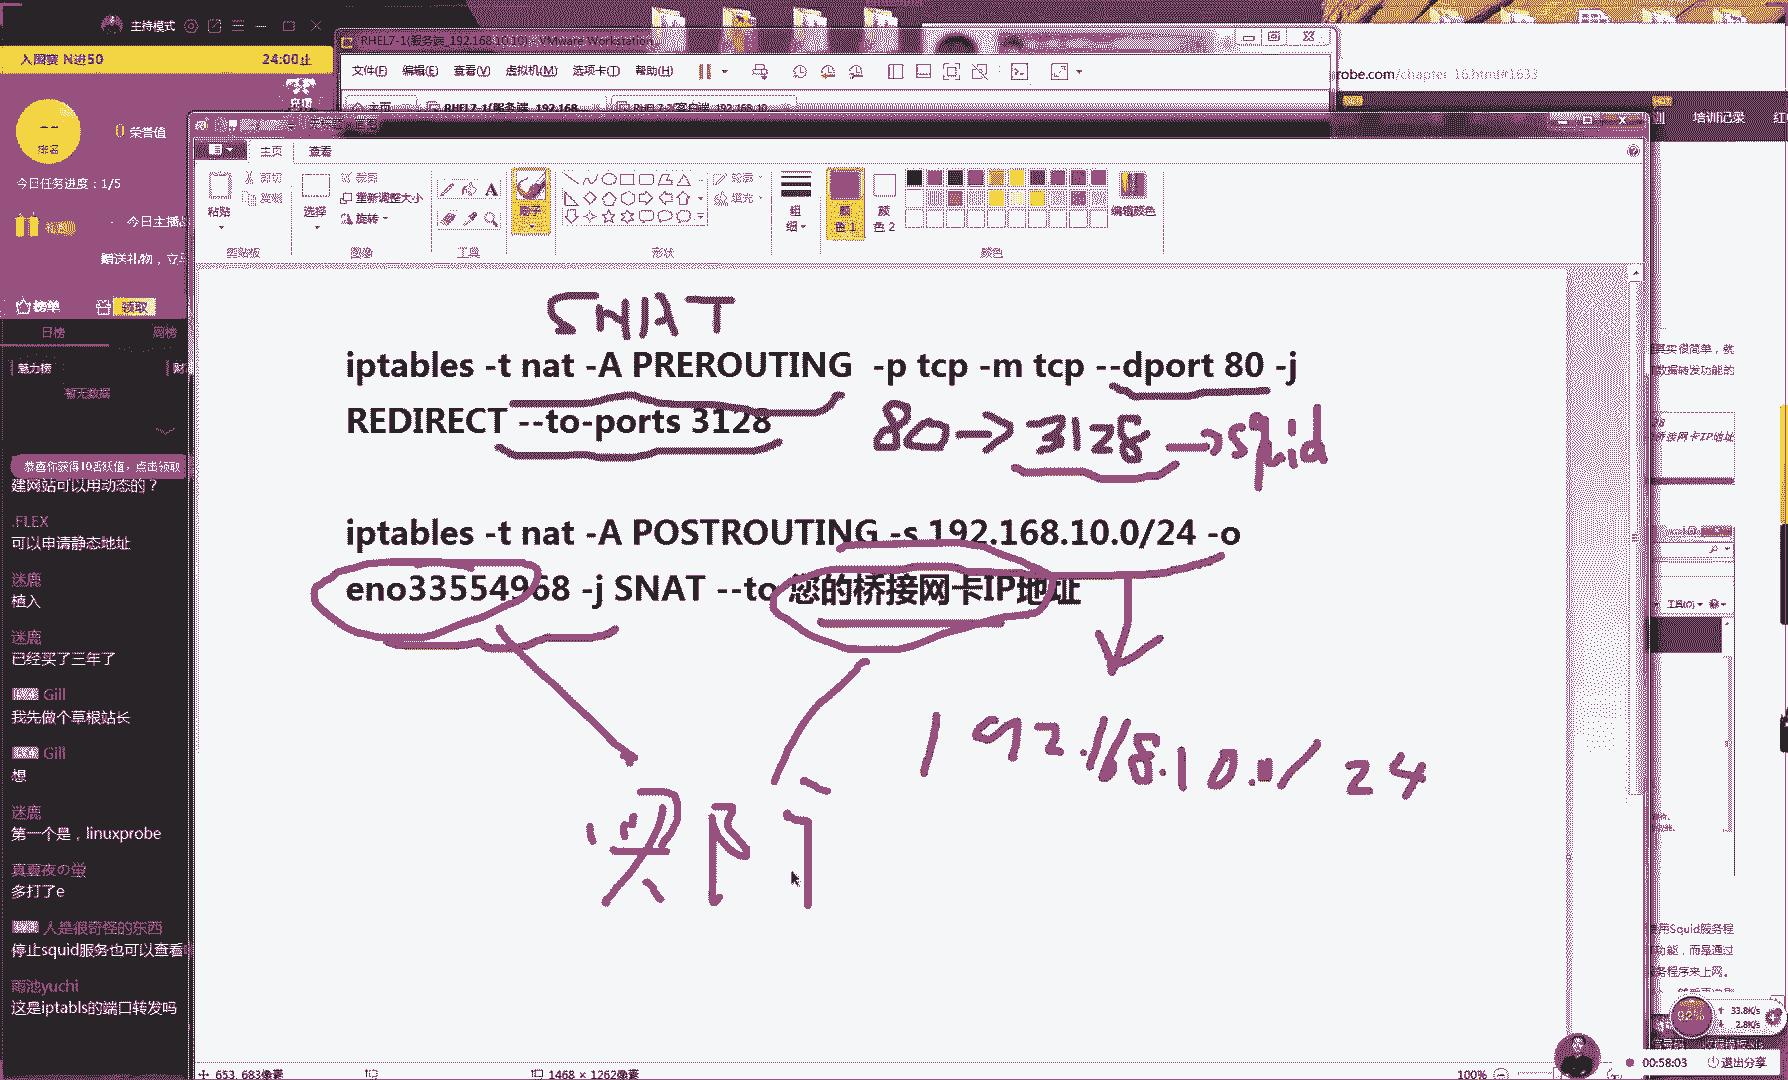 主持模式
入围赛 N进50
24:00止
0 荣誉值
今日任务进度：1/5
今日主播
赠送礼物，立
榜单
领取
日榜
周榜
魅力榜
暂无数据
恭喜你获得10点妖值，点击领取
建网站可以用动态的？
.FLEX
可以申请静态地址
迷鹿
植入
迷鹿
已经买了三年了
Gill
我先做个草根站长
Gill
想
迷鹿
第一个是，linuxprobe
真夏夜の萤
多打了e
人是很奇怪的东西
停止squid服务也可以查看
雨池yuchi
这是iptabls的端口转发吗
RHEL7-1(服务端_192.168.10.10) - VMware Workstation
文件(F) 编辑(E) 查看(V) 虚拟机(M) 选项卡(T) 帮助(H)
主页
RHEL7-1(服务端_192.168
RHEL7-2(客户端_192.168.10
robe.com/chapter-16.html#1633
培训记录
主页
查看
粘贴
剪切
复制
剪贴板
选择
裁剪
重新调整大小
旋转
图像
工具
刷子
轮廓
填充
形状
粗细
颜色 1
颜色 2
编辑颜色
颜色
SNAT
iptables -t nat -A PREROUTING -p tcp -m tcp --dport 80 -j
REDIRECT --to-ports 3128
80→3128→squid
iptables -t nat -A POSTROUTING -s 192.168.10.0/24 -o
eno33554968 -j SNAT --to 您的桥接网卡IP地址
192.168.10.0/24
其实很简单，就
数据转发功能的
桥接网卡IP地址
工具(O)
使用Squid服务程
功能，而是通过
务程序来上网。
92%
33.8K/s
2.8K/s
00:58:03
退出分享
653, 683像素
1468 × 1262像素
100%